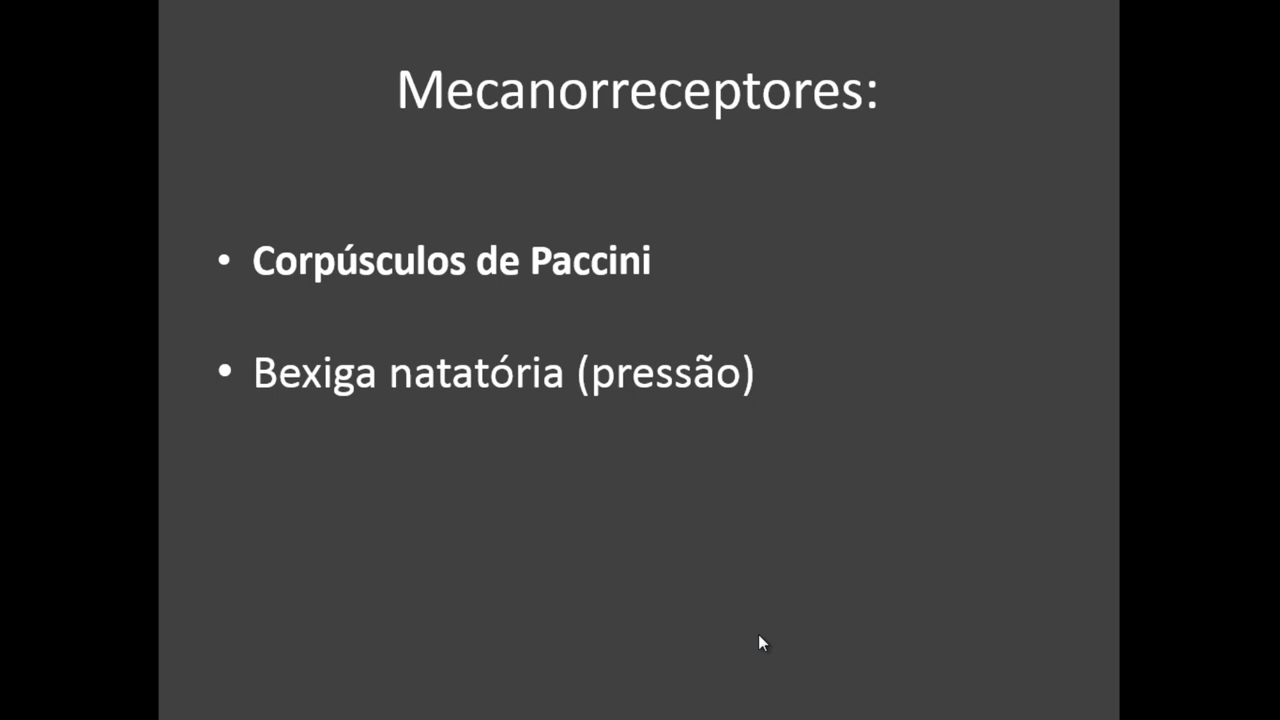 Mecanorreceptores:
• Corpúsculos de Paccini
• Bexiga natatória (pressão)